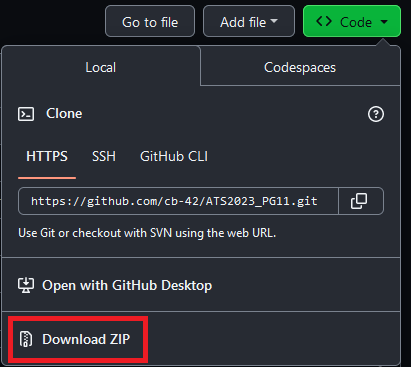 Go to file Add file Code
Local Codespaces
Clone
HTTPS SSH GitHub CLI
https://github.com/cb-42/ATS2023_PG11.git
Use Git or checkout with SVN using the web URL.
Open with GitHub Desktop
Download ZIP